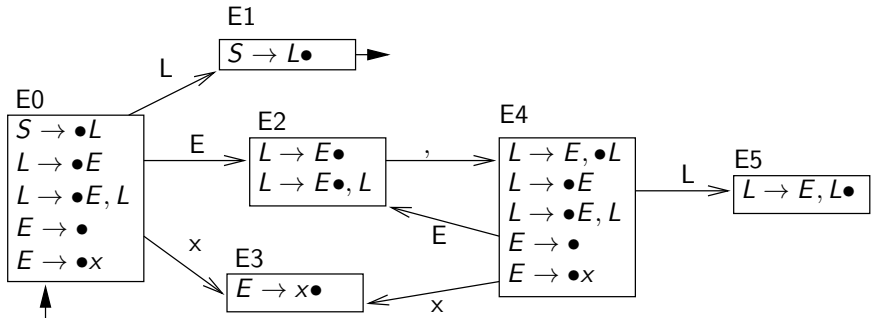 E1
S → L●
L
E0
S → ●L
L → ●E
L → ●E, L
E → ●
E → ●x
E
E2
L → E●
L → E●, L
,
E4
L → E, ●L
L → ●E
L → ●E, L
E → ●
E → ●x
L
E5
L → E, L●
E
x
E3
E → x●
x